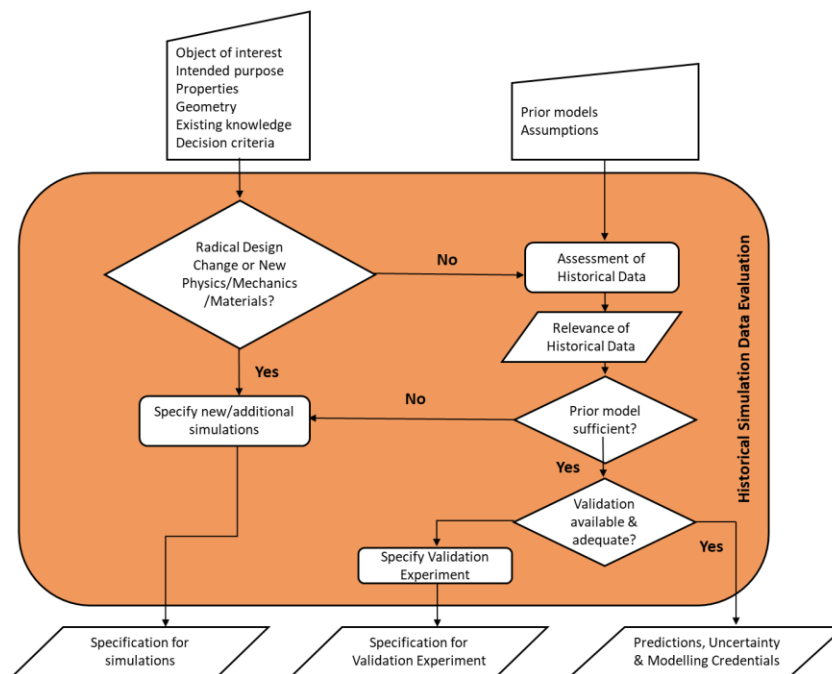 Object of interest
Intended purpose
Properties
Geometry
Existing knowledge
Decision criteria
Prior models
Assumptions
Radical Design
Change or New
Physics/Mechanics
/Materials?
No
Assessment of
Historical Data
Relevance of
Historical Data
Yes
Specify new/additional
simulations
No
Prior model
sufficient?
Yes
Validation
available &
adequate?
Yes
Specify Validation
Experiment
Historical Simulation Data Evaluation
Specification for
simulations
Specification for
Validation Experiment
Predictions, Uncertainty
& Modelling Credentials